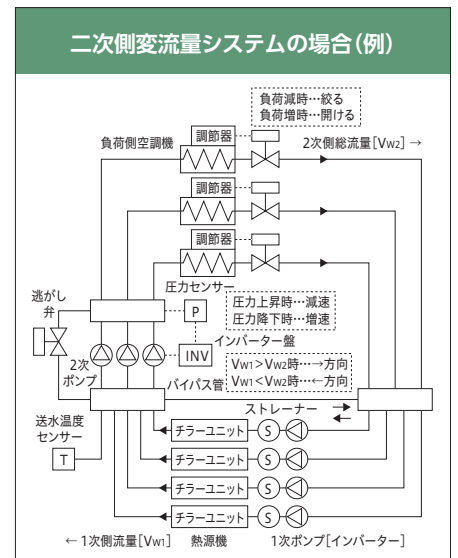 二次側変流量システムの場合(例)
負荷減時…絞る
負荷増時…開ける
負荷側空調機
調節器
2次側総流量[VW2] →
調節器
調節器
圧力センサー
逃がし
弁
P
圧力上昇時…減速
圧力降下時…増速
インバーター盤
INV
2次
ポンプ
VW1>VW2時…→方向
VW1<VW2時…←方向
バイパス管
ストレーナー
送水温度
センサー
T
チラーユニット
S
チラーユニット
S
チラーユニット
S
チラーユニット
S
← 1次側流量[VW1]
熱源機
1次ポンプ[インバーター]